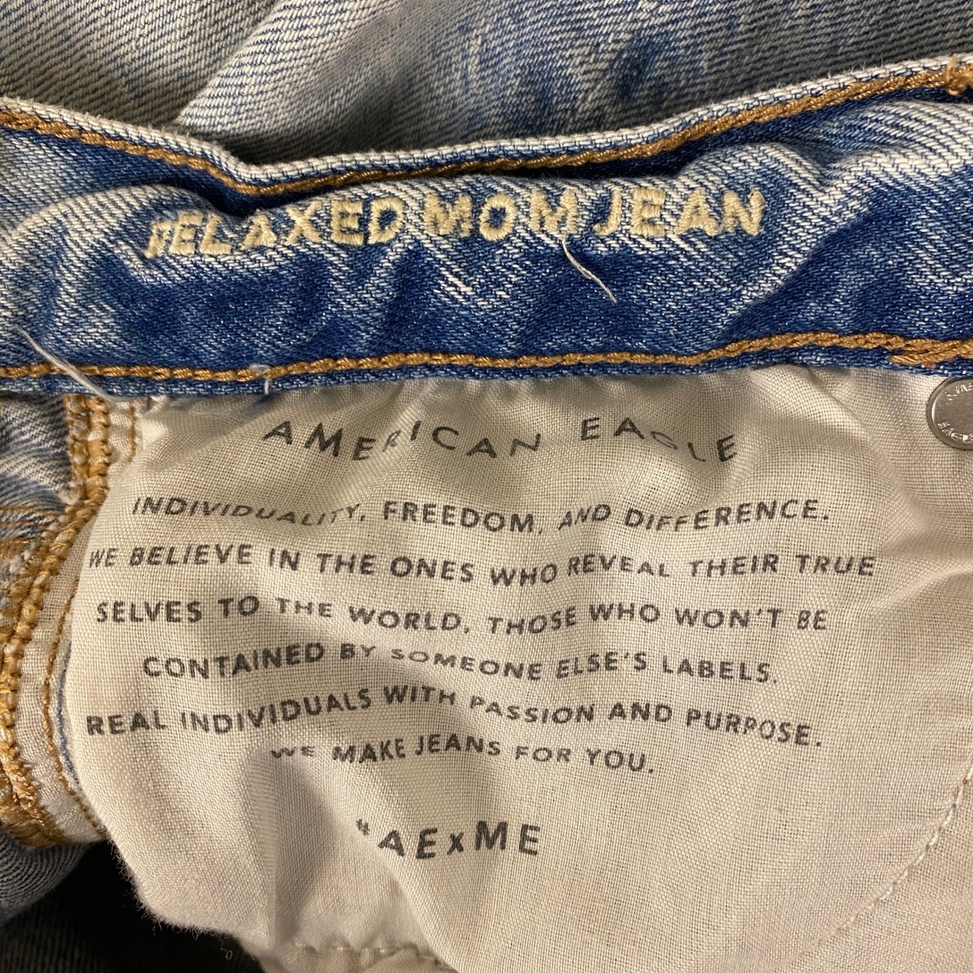 RELAXED MOM JEAN
AMERICAN EAGLE
INDIVIDUALITY, FREEDOM, AND DIFFERENCE.
WE BELIEVE IN THE ONES WHO REVEAL THEIR TRUE
SELVES TO THE WORLD, THOSE WHO WON'T BE
CONTAINED BY SOMEONE ELSE'S LABELS.
REAL INDIVIDUALS WITH PASSION AND PURPOSE.
WE MAKE JEANS FOR YOU.
#AExME